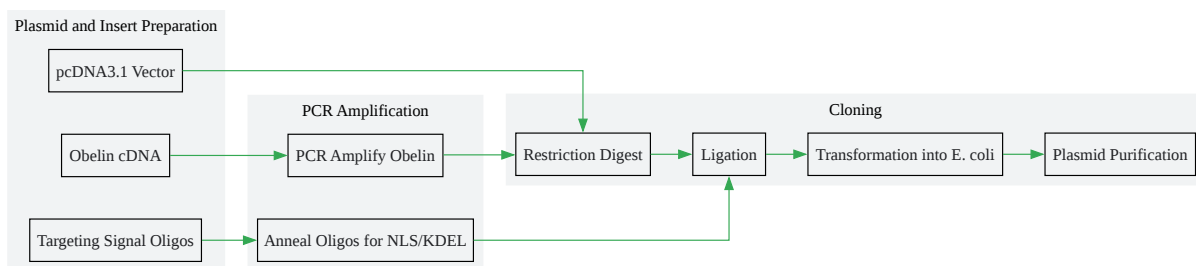 Plasmid and Insert Preparation
pcDNA3.1 Vector
Obelin cDNA
Targeting Signal Oligos
PCR Amplification
PCR Amplify Obelin
Anneal Oligos for NLS/KDEL
Cloning
Restriction Digest
Ligation
Transformation into E. coli
Plasmid Purification